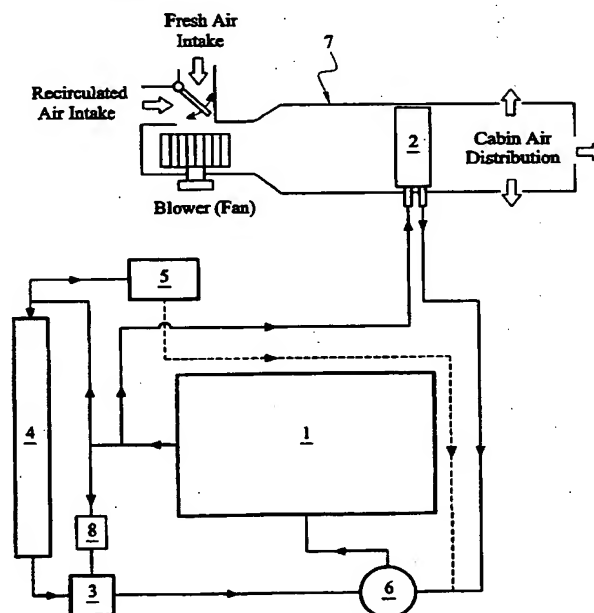 Fresh Air
Intake
7
Recirculated
Air Intake
2
Cabin Air
Distribution
Blower (Fan)
5
4
1
8
3
6